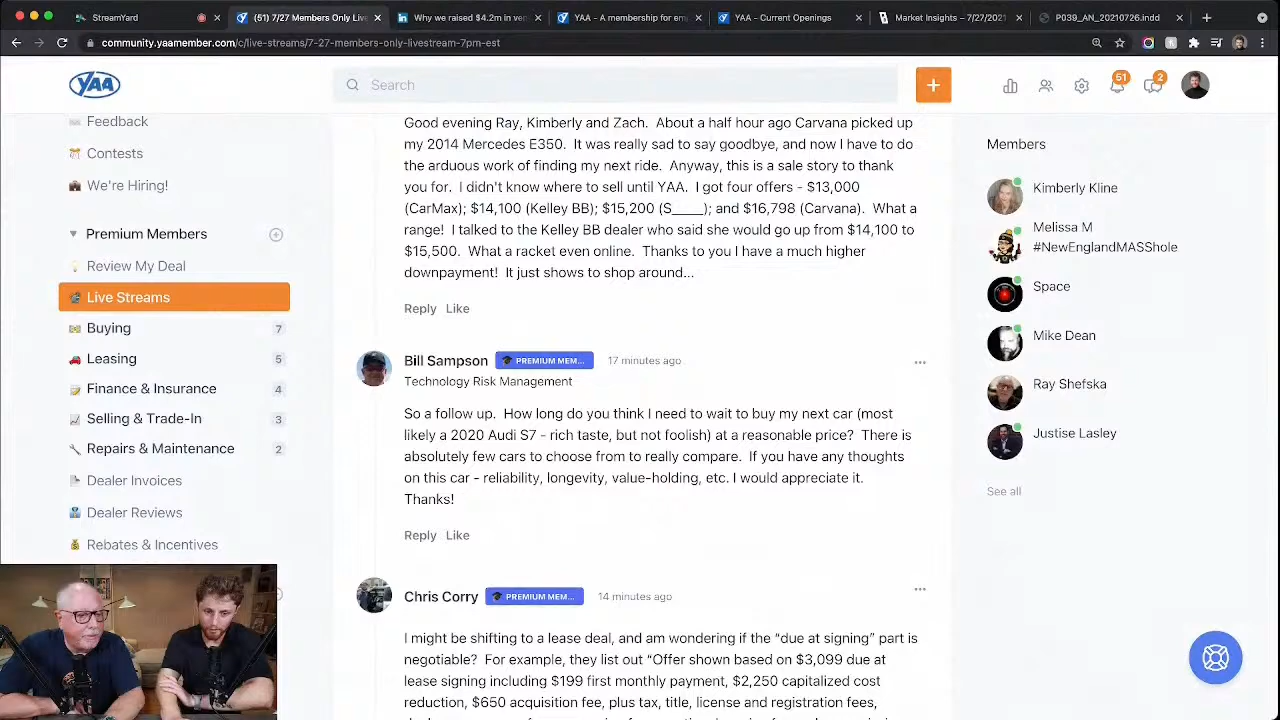 StreamYard
(51) 7/27 Members Only Live
Why we raised $4.2m in ven
YAA - A membership for en
YAA - Current Openings
Market Insights – 7/27/2021
P039_AN_20210726.indd
community.yaamember.com/c/live-streams/7-27-members-only-livestream-7pm-est
YAA
Search
51
2
Feedback
Contests
We're Hiring!
Premium Members
Review My Deal
Live Streams
Buying 7
Leasing 5
Finance & Insurance 4
Selling & Trade-In 3
Repairs & Maintenance 2
Dealer Invoices
Dealer Reviews
Rebates & Incentives
Good evening Ray, Kimberly and Zach. About a half hour ago Carvana picked up
my 2014 Mercedes E350. It was really sad to say goodbye, and now I have to do
the arduous work of finding my next ride. Anyway, this is a sale story to thank
you for. I didn't know where to sell until YAA. I got four offers - $13,000
(CarMax); $14,100 (Kelley BB); $15,200 (S____); and $16,798 (Carvana). What a
range! I talked to the Kelley BB dealer who said she would go up from $14,100 to
$15,500. What a racket even online. Thanks to you I have a much higher
downpayment! It just shows to shop around...
Reply Like
Bill Sampson PREMIUM MEM... 17 minutes ago
Technology Risk Management
So a follow up. How long do you think I need to wait to buy my next car (most
likely a 2020 Audi S7 - rich taste, but not foolish) at a reasonable price? There is
absolutely few cars to choose from to really compare. If you have any thoughts
on this car - reliability, longevity, value-holding, etc. I would appreciate it.
Thanks!
Reply Like
Chris Corry PREMIUM MEM... 14 minutes ago
I might be shifting to a lease deal, and am wondering if the “due at signing” part is
negotiable? For example, they list out “Offer shown based on $3,099 due at
lease signing including $199 first monthly payment, $2,250 capitalized cost
reduction, $650 acquisition fee, plus tax, title, license and registration fees,
Members
Kimberly Kline
Melissa M
#NewEnglandMASShole
Space
Mike Dean
Ray Shefska
Justise Lasley
See all